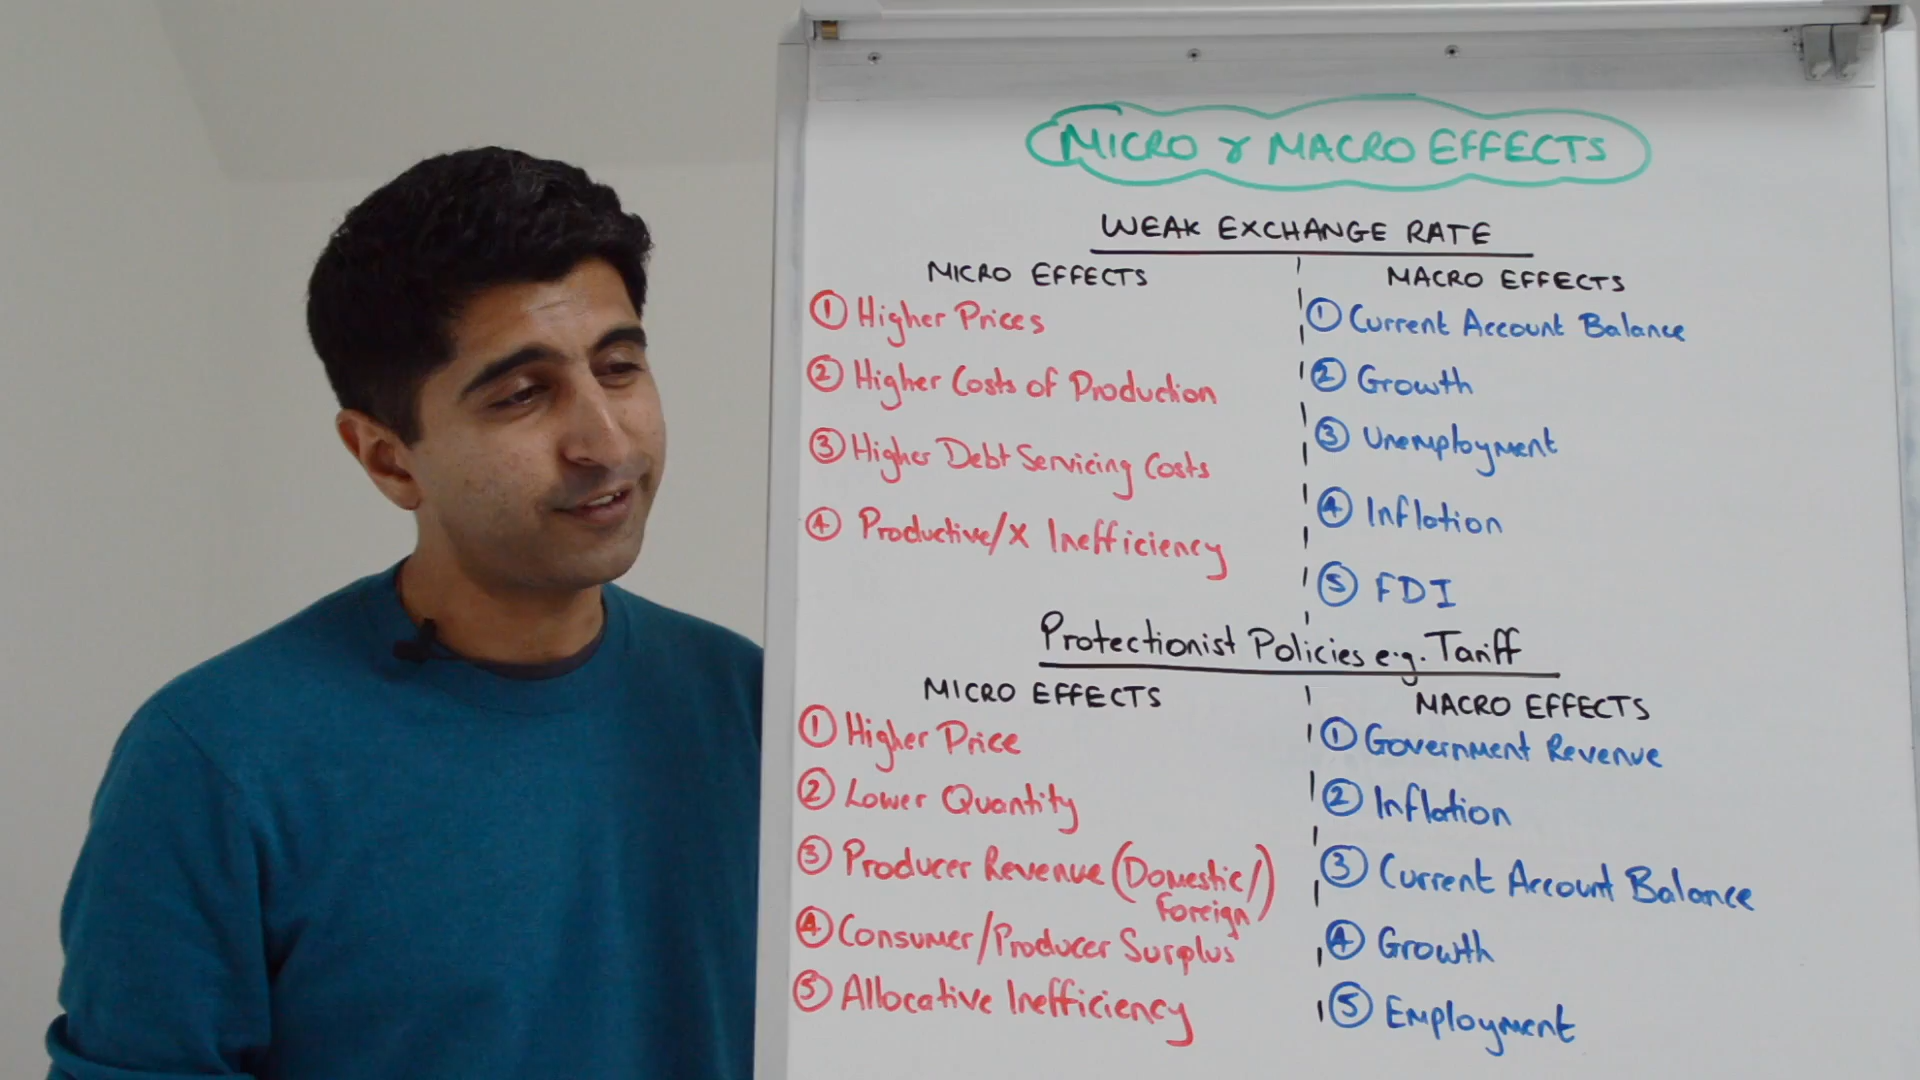 MICRO & MACRO EFFECTS
WEAK EXCHANGE RATE
MICRO EFFECTS
① Higher Prices
② Higher Costs of Production
③ Higher Debt Servicing Costs
④ Productive/X Inefficiency
MACRO EFFECTS
① Current Account Balance
② Growth
③ Unemployment
④ Inflation
⑤ FDI
Protectionist Policies e.g. Tariff
MICRO EFFECTS
① Higher Price
② Lower Quantity
③ Producer Revenue (Domestic/
Foreign)
④ Consumer/Producer Surplus
⑤ Allocative Inefficiency
MACRO EFFECTS
① Government Revenue
② Inflation
③ Current Account Balance
④ Growth
⑤ Employment